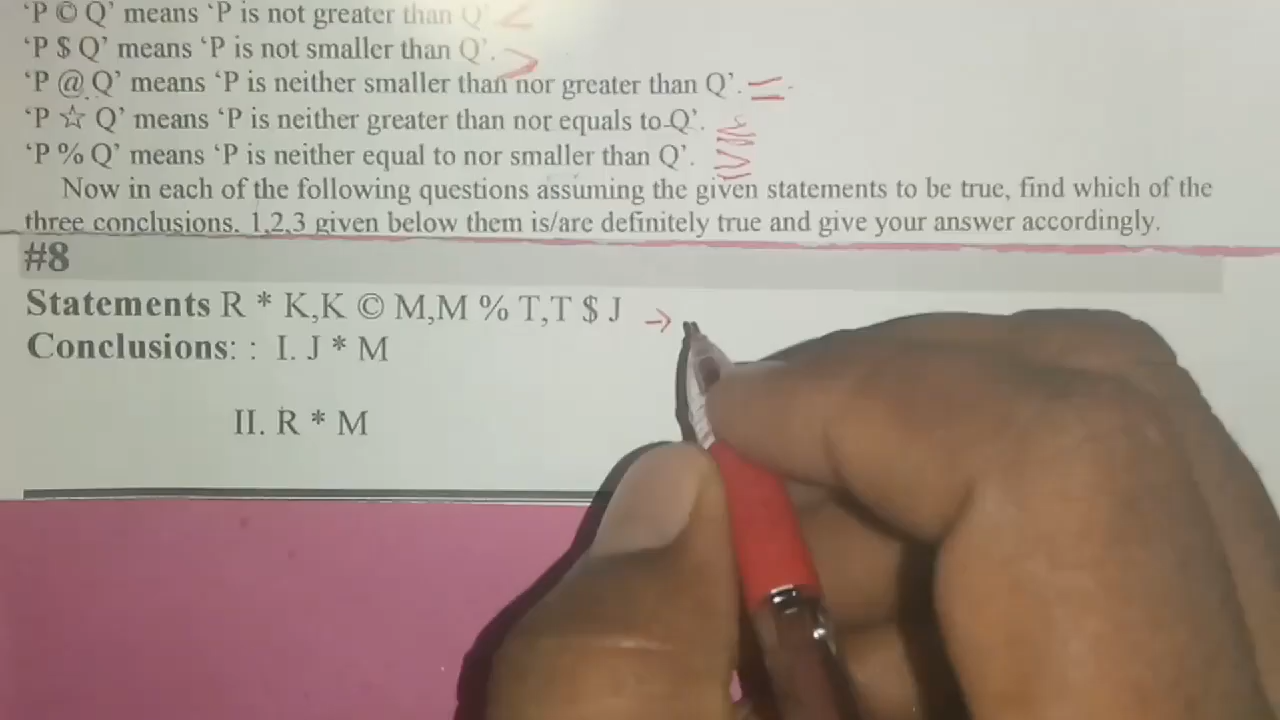 ‘P © Q’ means ‘P is not greater than Q’ <
‘P $ Q’ means ‘P is not smaller than Q’. >
‘P @ Q’ means ‘P is neither smaller than nor greater than Q’. =
‘P ☆ Q’ means ‘P is neither greater than nor equals to Q’.
‘P % Q’ means ‘P is neither equal to nor smaller than Q’.
Now in each of the following questions assuming the given statements to be true, find which of the
three conclusions. 1,2,3 given below them is/are definitely true and give your answer accordingly.
#8
Statements R * K,K © M,M % T,T $ J →
Conclusions: : I. J * M
II. R * M